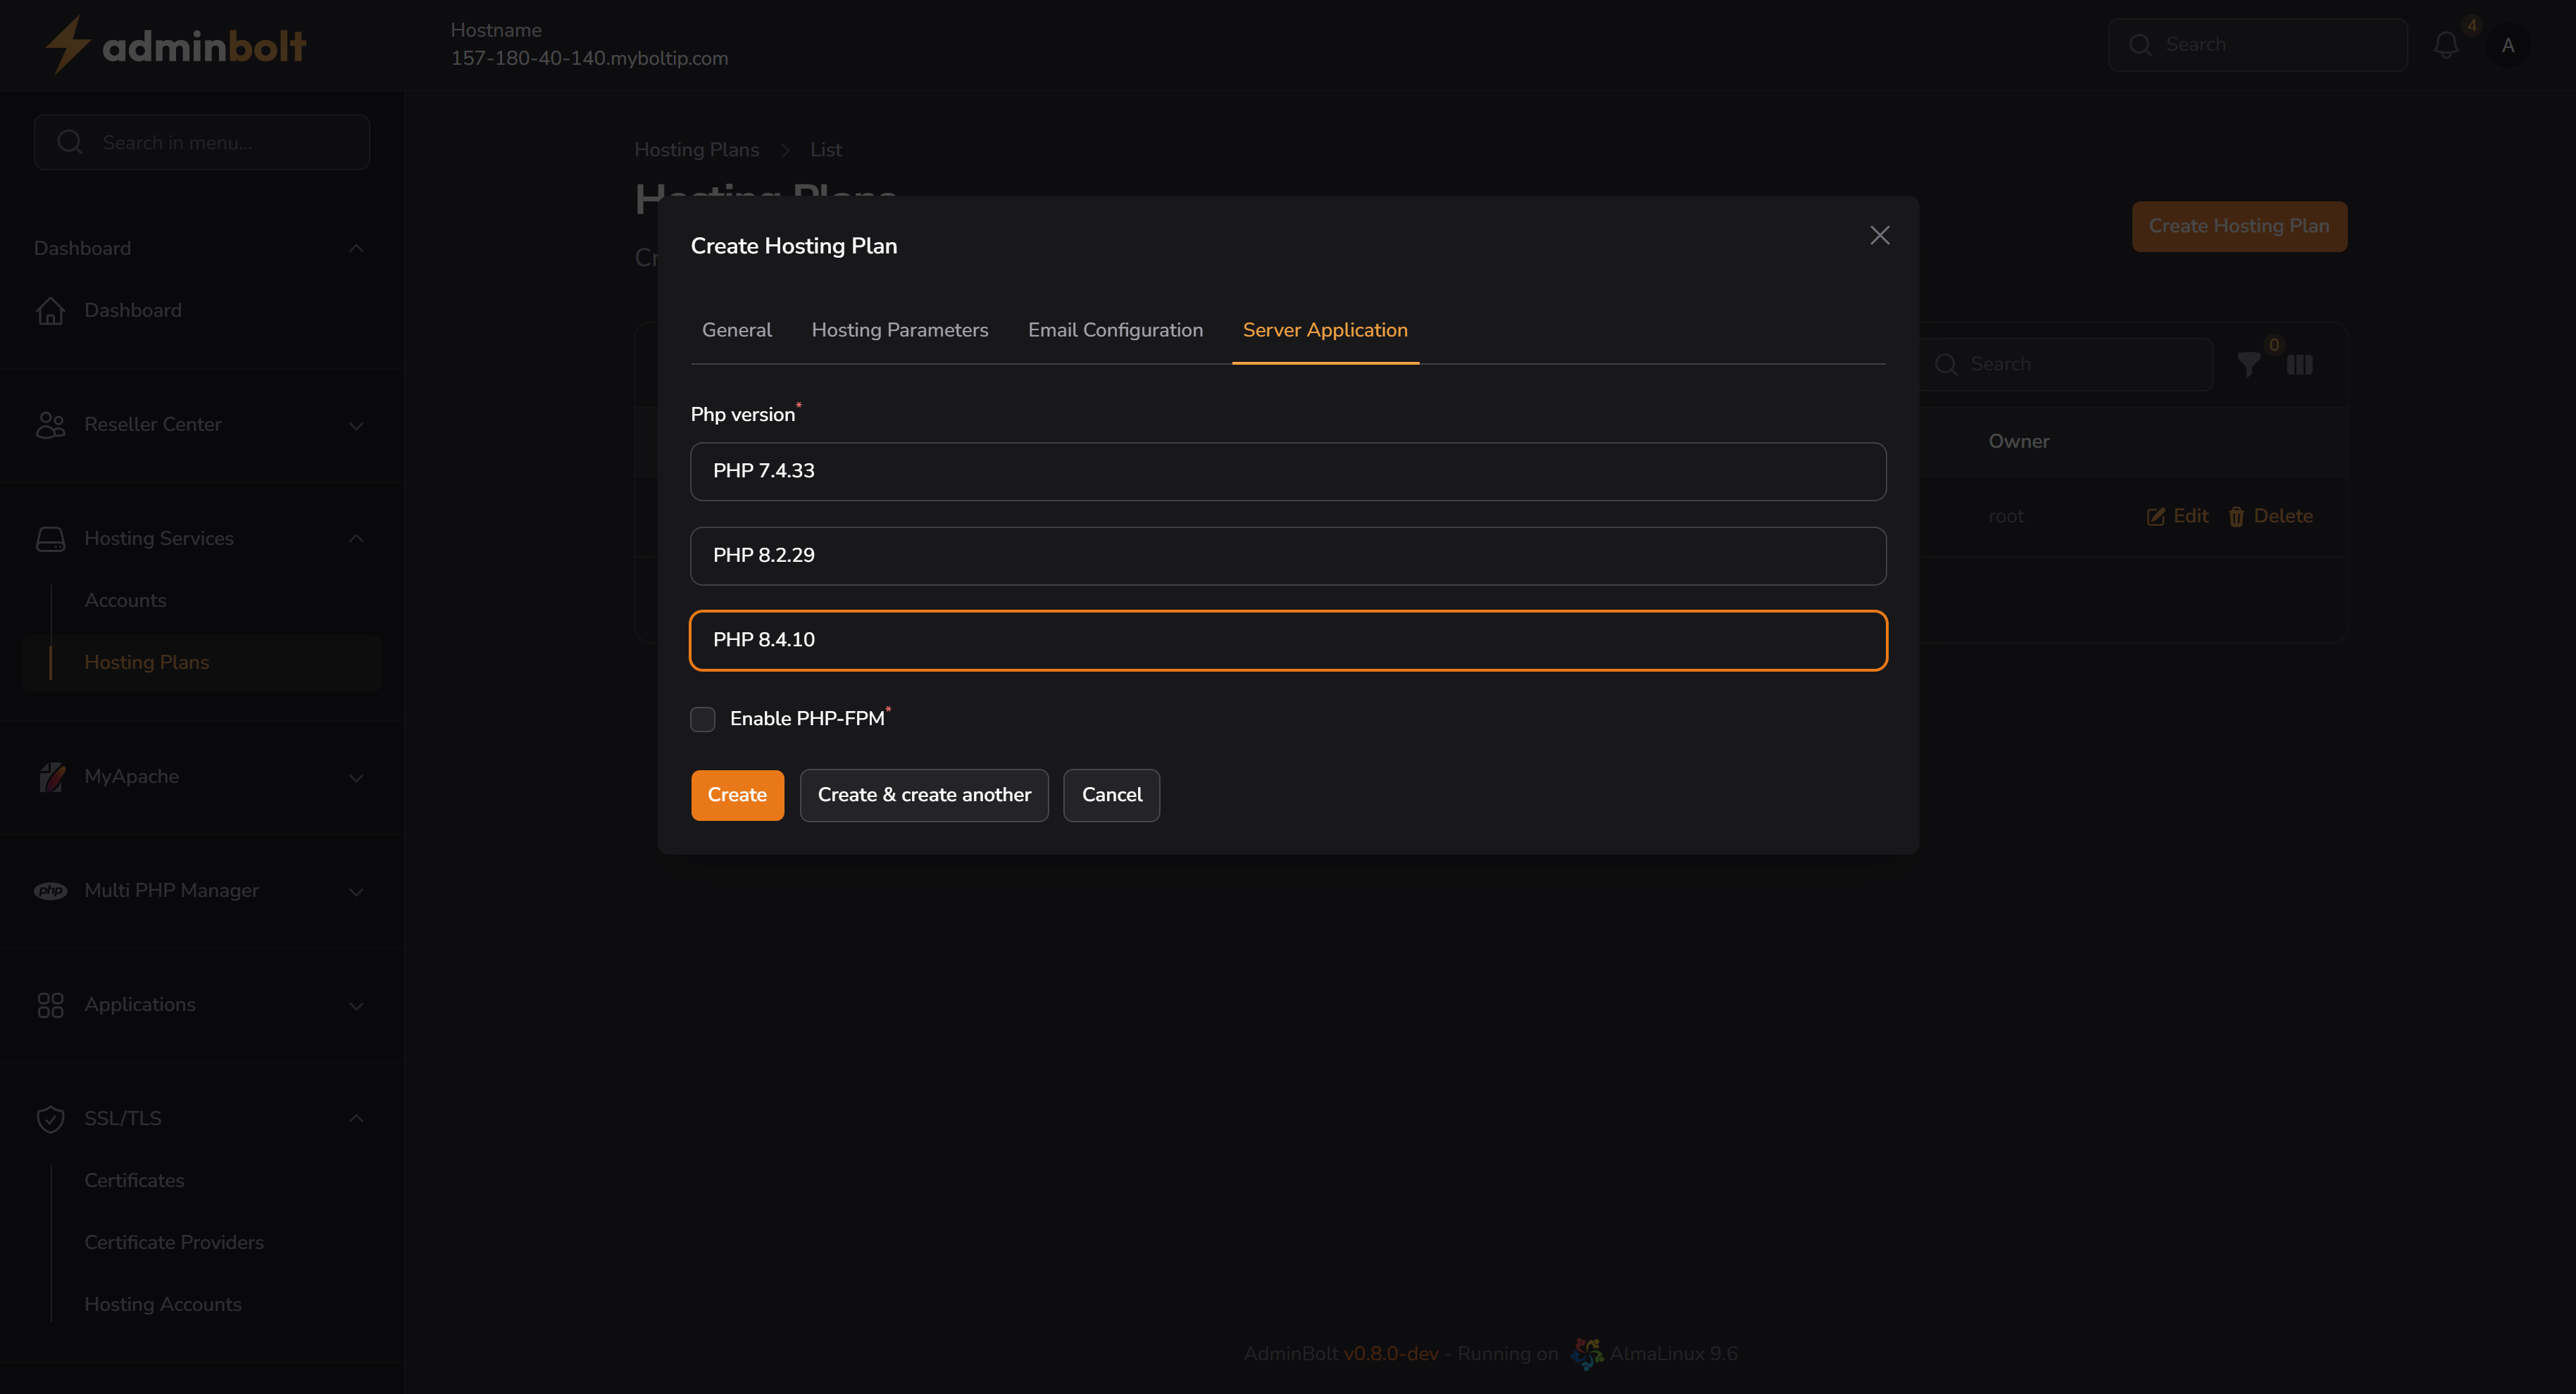 adminbolt
Hostname
157-180-40-140.myboltip.com
Search
4
A
Search in menu...
Dashboard
Dashboard
Reseller Center
Hosting Services
Accounts
Hosting Plans
MyApache
php
Multi PHP Manager
Applications
SSL/TLS
Certificates
Certificate Providers
Hosting Accounts
Hosting Plans > List
Hosting Plans
Cr
Create Hosting Plan
Search
0
Owner
root
Edit
Delete
Create Hosting Plan
General
Hosting Parameters
Email Configuration
Server Application
Php version*
PHP 7.4.33
PHP 8.2.29
PHP 8.4.10
Enable PHP-FPM*
Create
Create & create another
Cancel
AdminBolt v0.8.0-dev - Running on AlmaLinux 9.6